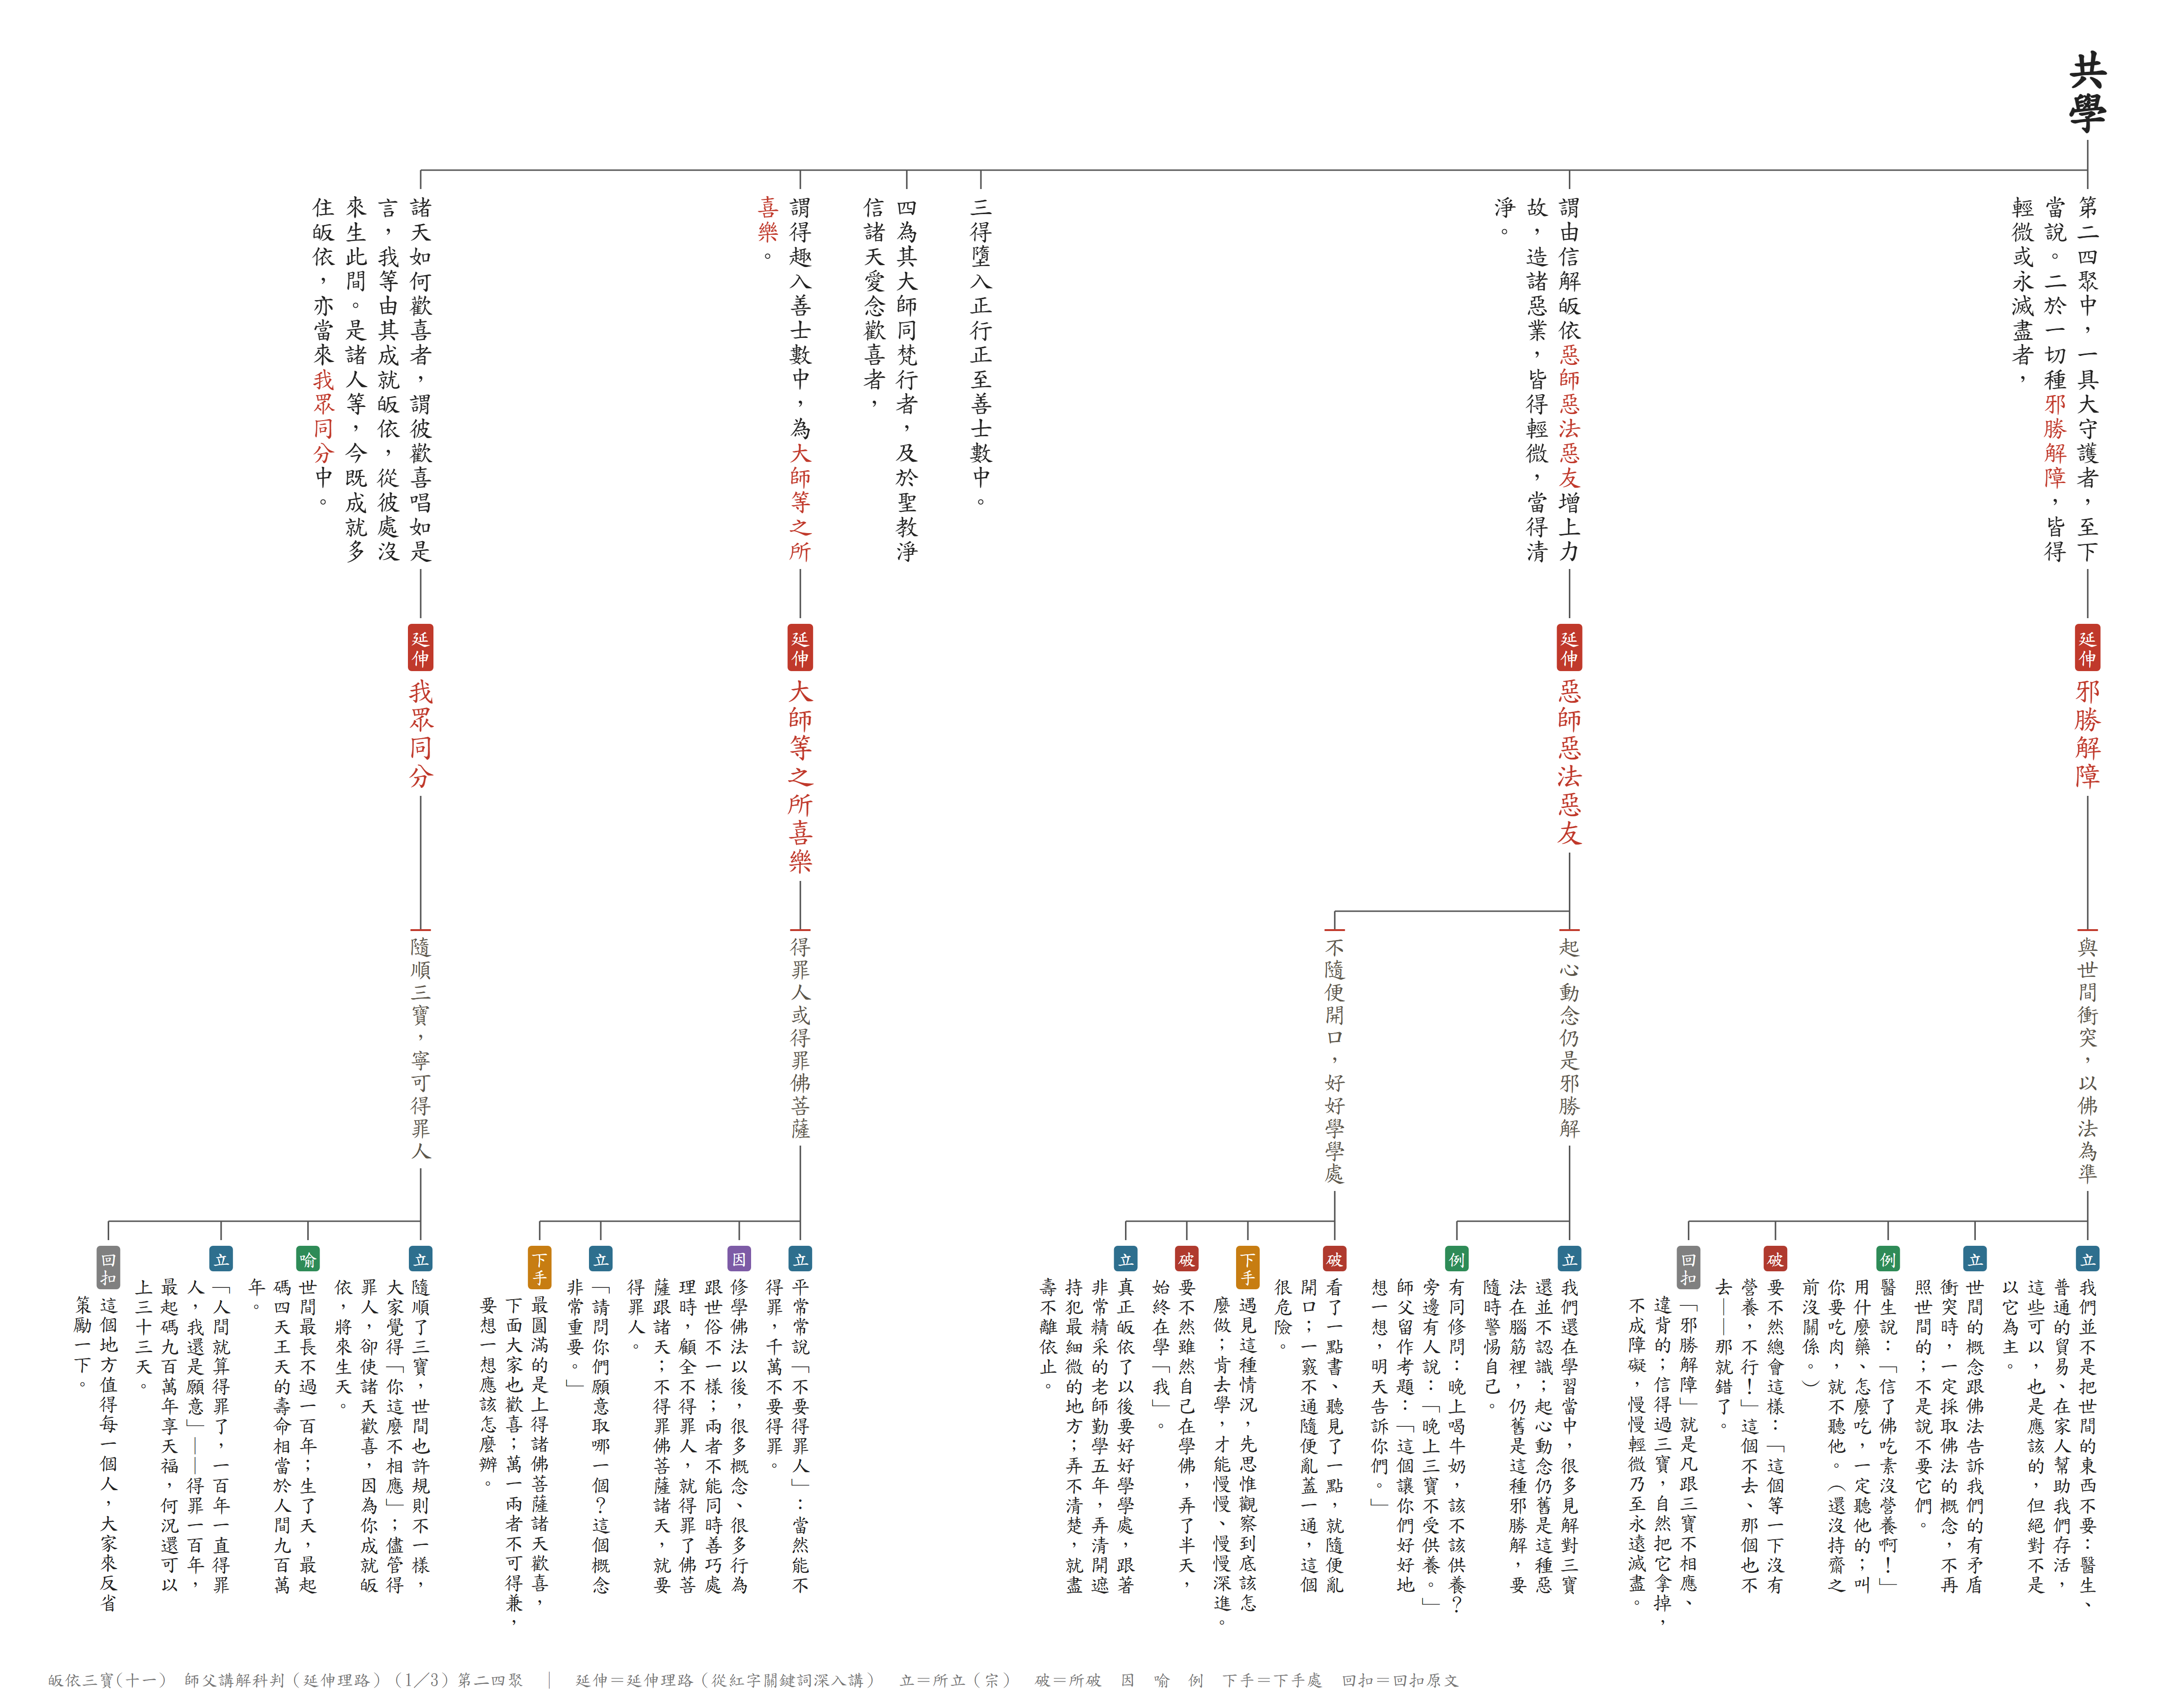 共學
第二四聚中，一具大守護者，至下
當說。二於一切種邪勝解障，皆得
輕微或永滅盡者，
延伸
邪勝解障
與世間衝突，以佛法為準
立
我們並不是把世間的東西不要：醫生、
普通的貿易、在家人幫助我們存活，
這些可以，也是應該的，但絕對不是
以它為主。
立
世間的概念跟佛法告訴我們的有矛盾
衝突時，一定採取佛法的概念，不再
照世間的；不是說不要它們。
例
醫生說：「信了佛吃素沒營養啊！」
用什麼藥、怎麼吃，一定聽他的；叫
你要吃肉，就不聽他。（還沒持齋之
前沒關係。）
破
要不然總會這樣：「這個等一下沒有
營養，不行！」這個不去、那個也不
去——那就錯了。
回扣
「邪勝解障」就是凡跟三寶不相應、
違背的；信得過三寶，自然把它拿掉，
不成障礙，慢慢輕微乃至永遠滅盡。
謂由信解皈依惡師惡法惡友增上力
故，造諸惡業，皆得輕微，當得清
淨。
延伸
惡師惡法惡友
起心動念仍是邪勝解
立
我們還在學習當中，很多見解對三寶
還並不認識；起心動念仍舊是這種惡
法在腦筋裡，仍舊是這種邪勝解，要
隨時警惕自己。
例
有同修問：晚上喝牛奶，該不該供養？
旁邊有人說：「晚上三寶不受供養。」
師父留作考題：「這個讓你們好好地
想一想，明天告訴你們。」
不隨便開口，好好學學處
破
看了一點書、聽見了一點，就隨便亂
開口；一竅不通隨便亂蓋一通，這個
很危險。
下手
遇見這種情況，先思惟觀察到底該怎
麼做；肯去學，才能慢慢、慢慢深進。
破
要不然雖然自己在學佛，弄了半天，
始終在學「我」。
立
真正皈依了以後要好好學學處，跟著
非常精采的老師勤學五年，弄清開遮
持犯最細微的地方；弄不清楚，就盡
壽不離依止。
三得墮入正行正至善士數中。
四為其大師同梵行者，及於聖教淨
信諸天愛念歡喜者，
謂得趣入善士數中，為大師等之所
喜樂。
延伸
大師等之所喜樂
得罪人或得罪佛菩薩
立
平常常說「不要得罪人」：當然能不
得罪，千萬不要得罪。
因
修學佛法以後，很多概念、很多行為
跟世俗不一樣；兩者不能同時善巧處
理時，顧全不得罪人，就得罪了佛菩
薩跟諸天；不得罪佛菩薩諸天，就要
得罪人。
立
「請問你們願意取哪一個？這個概念
非常重要。」
下手
最圓滿的是上得諸佛菩薩諸天歡喜，
下面大家也歡喜；萬一兩者不可得兼，
要想一想應該怎麼辦。
諸天如何歡喜者，謂彼歡喜唱如是
言，我等由其成就皈依，從彼處沒
來生此間。是諸人等，今既成就多
住皈依，亦當來我眾同分中。
延伸
我眾同分
隨順三寶，寧可得罪人
立
隨順了三寶，世間也許規則不一樣，
大家覺得「你這麼不相應」；儘管得
罪人，卻使諸天歡喜，因為你成就皈
依，將來生天。
喻
世間最長不過一百年；生了天，最起
碼四天王天的壽命相當於人間九百萬
年。
立
「人間就算得罪了，一百年一直得罪
人，我還是願意」——得罪一百年，
最起碼九百萬年享天福，何況還可以
上三十三天。
回扣
這個地方值得每一個人，大家來反省
策勵一下。
皈依三寶(十一)　師父講解科判（延伸理路）（1／3）第二四聚　｜　延伸＝延伸理路（從紅字關鍵詞深入講）　立＝所立（宗）　破＝所破　因　喻　例　下手＝下手處　回扣＝回扣原文